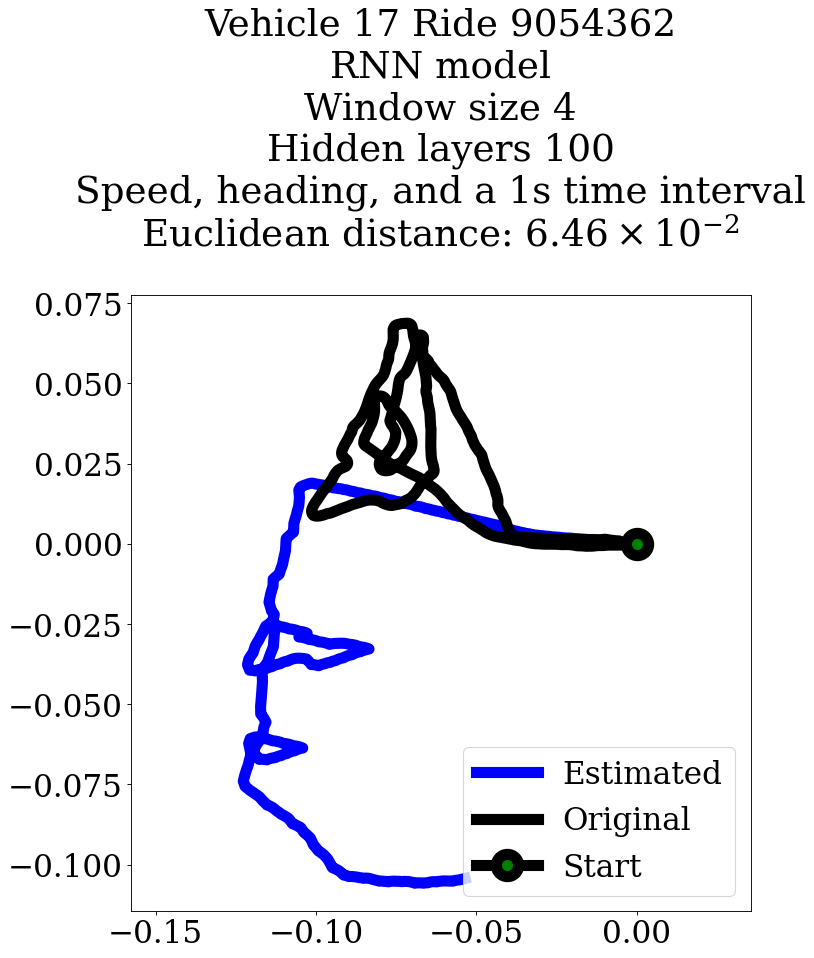 Vehicle 17 Ride 9054362
RNN model
Window size 4
Hidden layers 100
Speed, heading, and a 1s time interval
Euclidean distance: 6.46 × 10⁻²
0.075
0.050
0.025
0.000
−0.025
−0.050
−0.075
−0.100
Estimated
Original
Start
−0.15 −0.10 −0.05 0.00